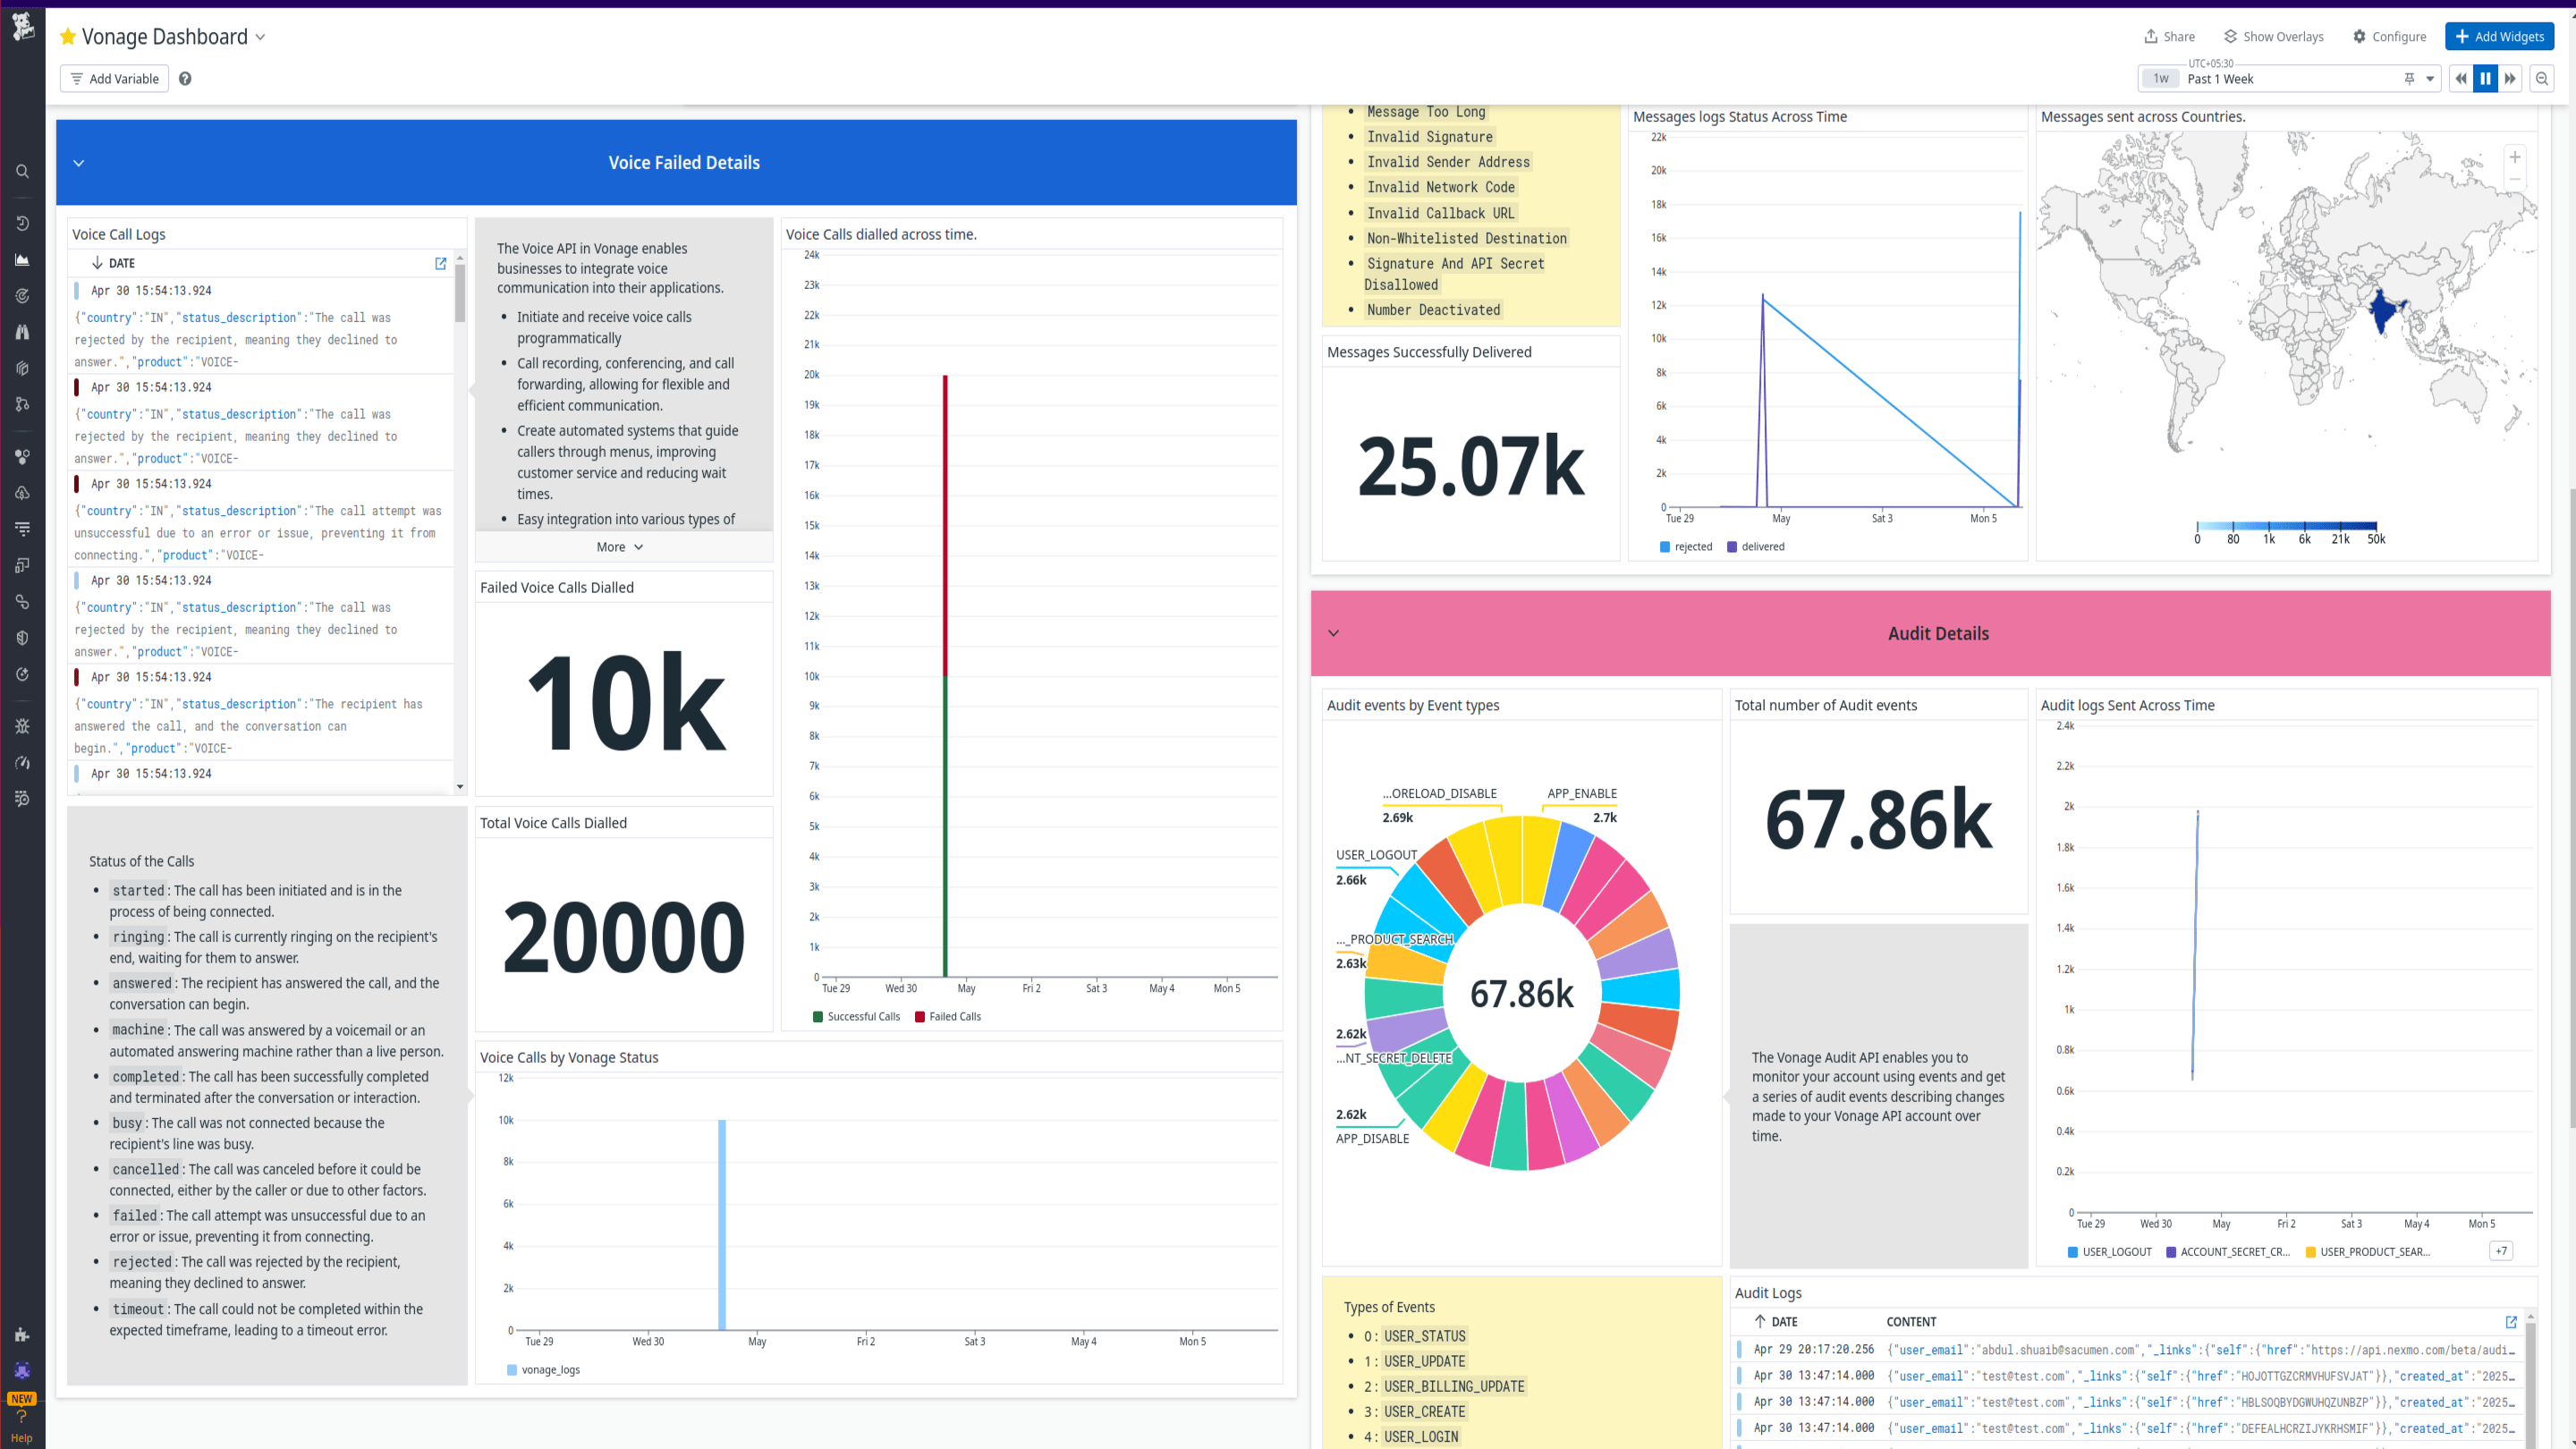 Vonage Dashboard
Share
Show Overlays
Configure
Add Widgets
Add Variable
UTC+05:30
1w
Past 1 Week
Voice Failed Details
Voice Call Logs
DATE
Apr 30 15:54:13.924
{"country":"IN","status_description":"The call was
rejected by the recipient, meaning they declined to
answer.","product":"VOICE-
Apr 30 15:54:13.924
{"country":"IN","status_description":"The call was
rejected by the recipient, meaning they declined to
answer.","product":"VOICE-
Apr 30 15:54:13.924
{"country":"IN","status_description":"The call attempt was
unsuccessful due to an error or issue, preventing it from
connecting.","product":"VOICE-
Apr 30 15:54:13.924
{"country":"IN","status_description":"The call was
rejected by the recipient, meaning they declined to
answer.","product":"VOICE-
Apr 30 15:54:13.924
{"country":"IN","status_description":"The recipient has
answered the call, and the conversation can
begin.","product":"VOICE-
Apr 30 15:54:13.924
The Voice API in Vonage enables
businesses to integrate voice
communication into their applications.
• Initiate and receive voice calls
programmatically
• Call recording, conferencing, and call
forwarding, allowing for flexible and
efficient communication.
• Create automated systems that guide
callers through menus, improving
customer service and reducing wait
times.
• Easy integration into various types of
More
Failed Voice Calls Dialled
10k
Total Voice Calls Dialled
20000
Voice Calls dialled across time.
24k
23k
22k
21k
20k
19k
18k
17k
16k
15k
14k
13k
12k
11k
10k
9k
8k
7k
6k
5k
4k
3k
2k
1k
0
Tue 29 Wed 30 May Fri 2 Sat 3 May 4 Mon 5
Successful Calls Failed Calls
Status of the Calls
• started: The call has been initiated and is in the
process of being connected.
• ringing: The call is currently ringing on the recipient's
end, waiting for them to answer.
• answered: The recipient has answered the call, and the
conversation can begin.
• machine: The call was answered by a voicemail or an
automated answering machine rather than a live person.
• completed: The call has been successfully completed
and terminated after the conversation or interaction.
• busy: The call was not connected because the
recipient's line was busy.
• cancelled: The call was canceled before it could be
connected, either by the caller or due to other factors.
• failed: The call attempt was unsuccessful due to an
error or issue, preventing it from connecting.
• rejected: The call was rejected by the recipient,
meaning they declined to answer.
• timeout: The call could not be completed within the
expected timeframe, leading to a timeout error.
Voice Calls by Vonage Status
12k
10k
8k
6k
4k
2k
0
Tue 29 Wed 30 May Fri 2 Sat 3 May 4 Mon 5
vonage_logs
• Message Too Long
• Invalid Signature
• Invalid Sender Address
• Invalid Network Code
• Invalid Callback URL
• Non-Whitelisted Destination
• Signature And API Secret
Disallowed
• Number Deactivated
Messages Successfully Delivered
25.07k
Messages logs Status Across Time
22k
20k
18k
16k
14k
12k
10k
8k
6k
4k
2k
0
Tue 29 May Sat 3 Mon 5
rejected delivered
Messages sent across Countries.
+
−
0 80 1k 6k 21k 50k
Audit Details
Audit events by Event types
...ORELOAD_DISABLE
2.69k
APP_ENABLE
2.7k
USER_LOGOUT
2.66k
..._PRODUCT_SEARCH
2.63k
67.86k
2.62k
...NT_SECRET_DELETE
2.62k
APP_DISABLE
Total number of Audit events
67.86k
The Vonage Audit API enables you to
monitor your account using events and get
a series of audit events describing changes
made to your Vonage API account over
time.
Audit logs Sent Across Time
2.4k
2.2k
2k
1.8k
1.6k
1.4k
1.2k
1k
0.8k
0.6k
0.4k
0.2k
0
Tue 29 Wed 30 May Fri 2 Sat 3 May 4 Mon 5
USER_LOGOUT ACCOUNT_SECRET_CR... USER_PRODUCT_SEAR... +7
Types of Events
• 0: USER_STATUS
• 1: USER_UPDATE
• 2: USER_BILLING_UPDATE
• 3: USER_CREATE
• 4: USER_LOGIN
Audit Logs
DATE CONTENT
Apr 29 20:17:20.256 {"user_email":"abdul.shuaib@sacumen.com","_links":{"self":{"href":"https://api.nexmo.com/beta/audi...
Apr 30 13:47:14.000 {"user_email":"test@test.com","_links":{"self":{"href":"HOJOTTGZCRMVHUFSVJAT"}},"created_at":"2025...
Apr 30 13:47:14.000 {"user_email":"test@test.com","_links":{"self":{"href":"HBLSOQBYDGWUHQZUNBZP"}},"created_at":"2025...
Apr 30 13:47:14.000 {"user_email":"test@test.com","_links":{"self":{"href":"DEFEALHCRZIJYKRHSMIF"}},"created_at":"2025...
NEW
Help